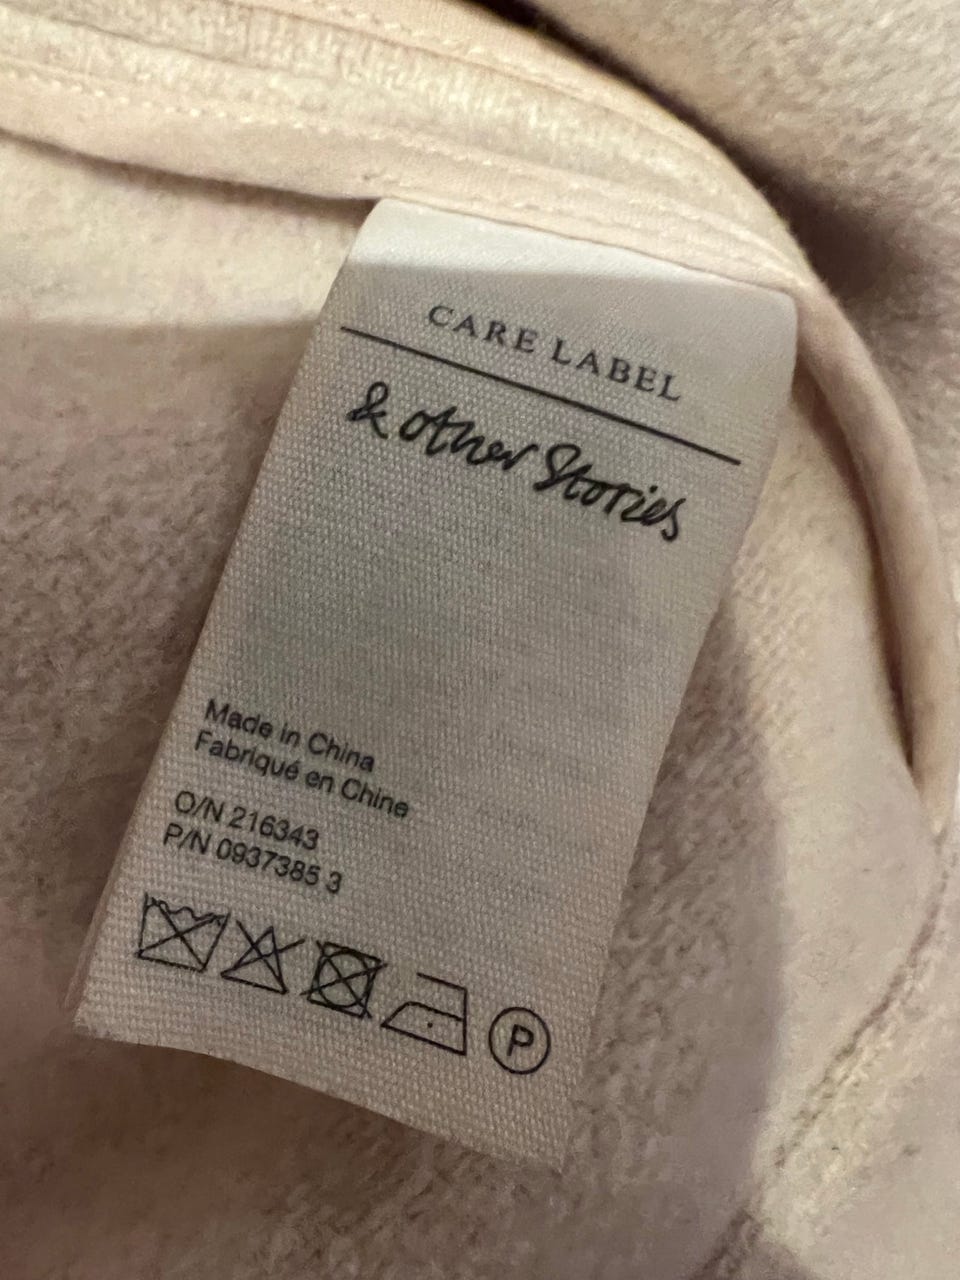 CARE LABEL
& other Stories
Made in China
Fabriqué en Chine
O/N 216343
P/N 0937385 3
P